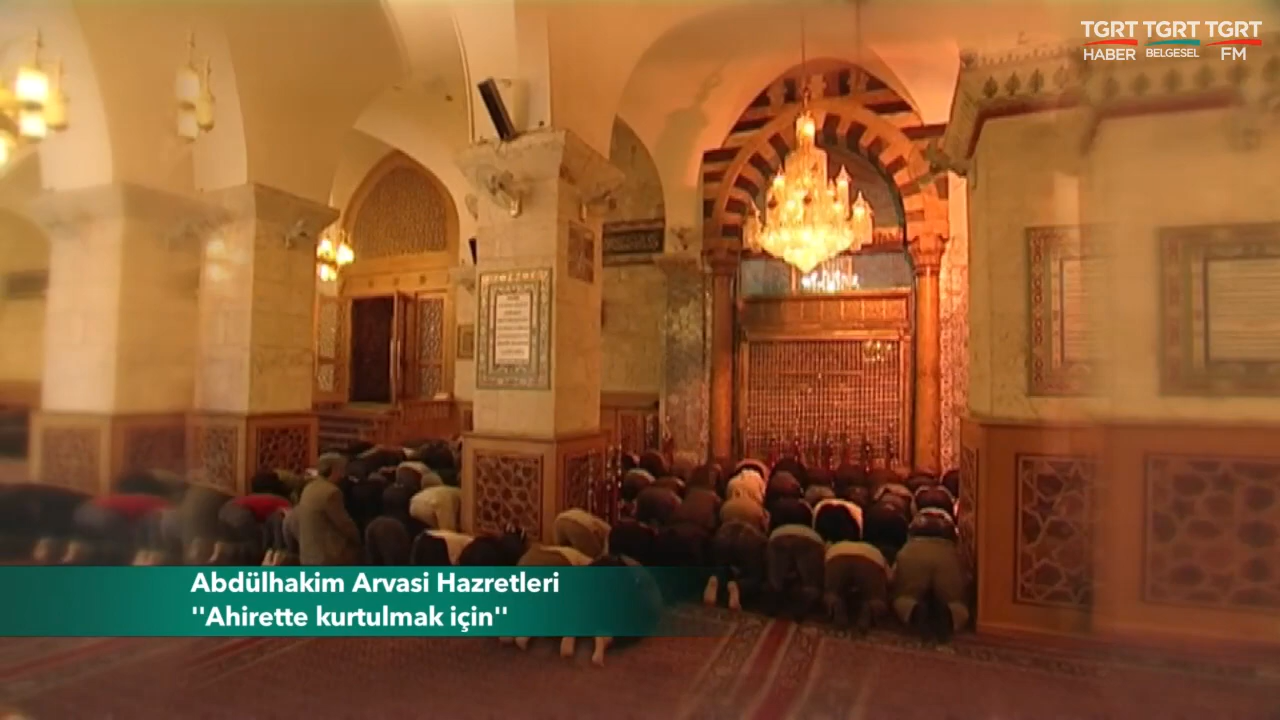 TGRT TGRT TGRT
HABER BELGESEL FM
Abdülhakim Arvasi Hazretleri
''Ahirette kurtulmak için''